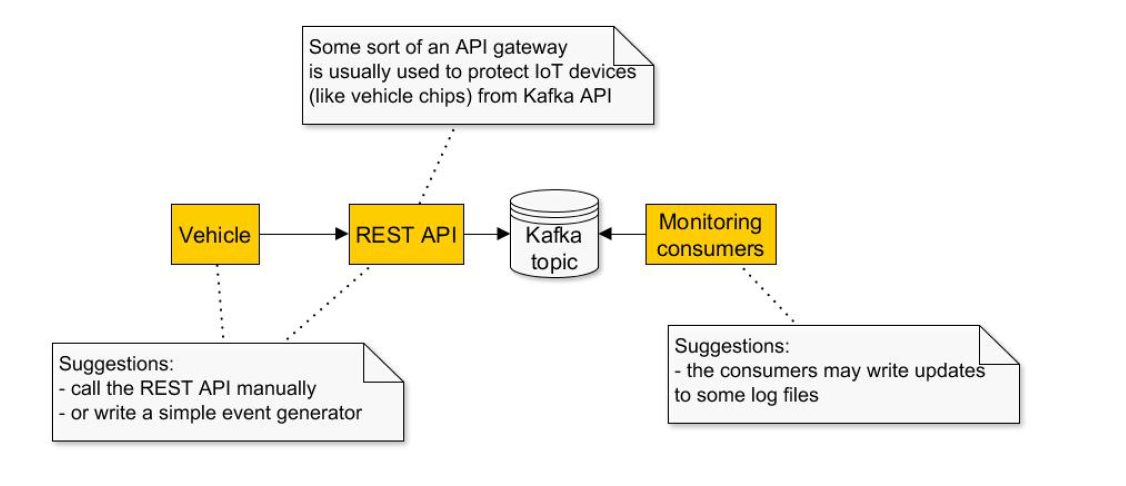 Some sort of an API gateway
is usually used to protect IoT devices
(like vehicle chips) from Kafka API
Vehicle
REST API
Kafka
topic
Monitoring
consumers
Suggestions:
- call the REST API manually
- or write a simple event generator
Suggestions:
- the consumers may write updates
to some log files